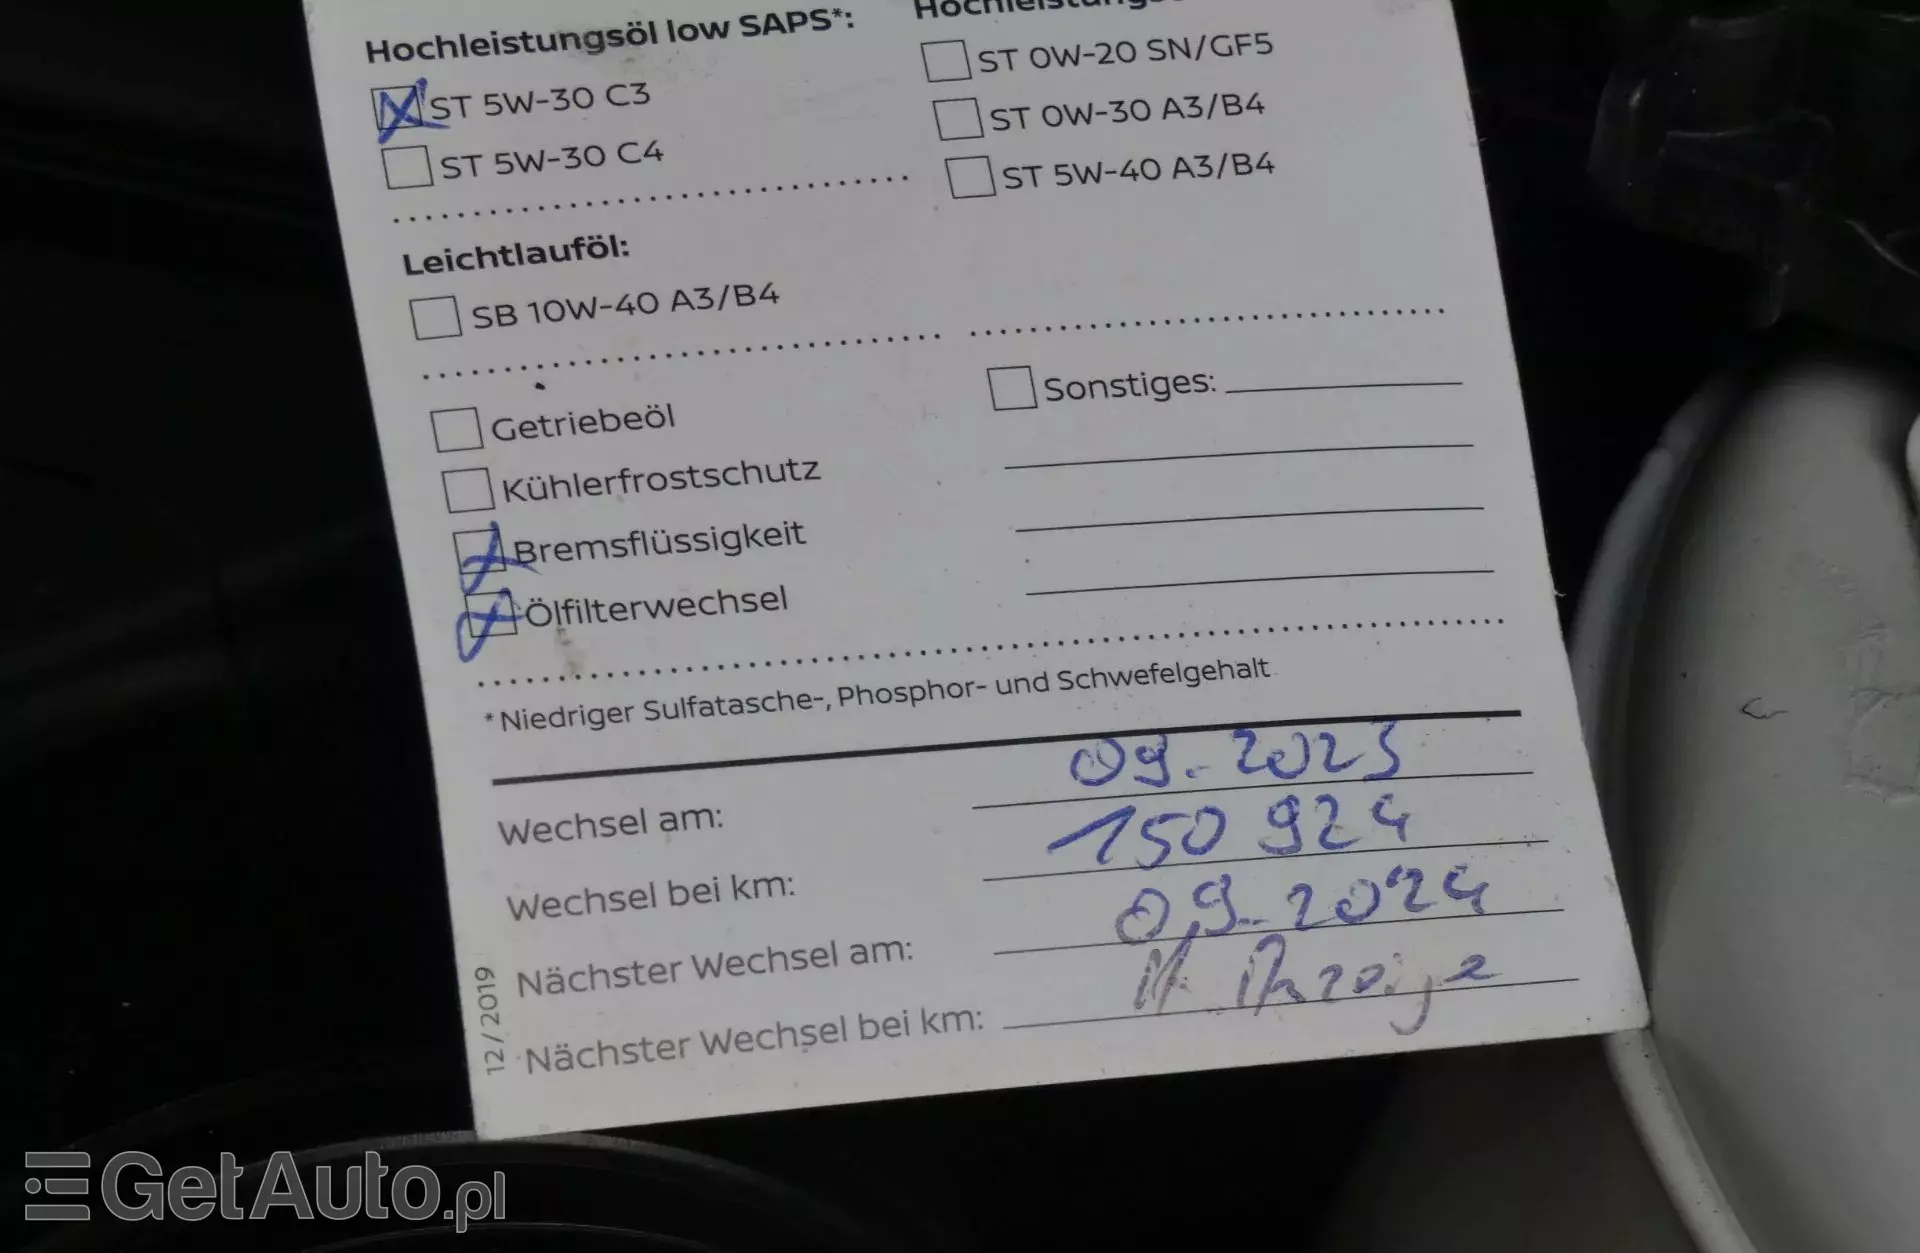 Hochleistungsöl low SAPS*:
ST 5W-30 C3
ST 5W-30 C4
ST 0W-20 SN/GF5
ST 0W-30 A3/B4
ST 5W-40 A3/B4
Leichtlauföl:
SB 10W-40 A3/B4
Getriebeöl
Kühlerfrostschutz
Bremsflüssigkeit
Ölfilterwechsel
Sonstiges:
*Niedriger Sulfatasche-, Phosphor- und Schwefelgehalt
Wechsel am: 09.2023
Wechsel bei km: 150 924
Nächster Wechsel am: 09.2024
Nächster Wechsel bei km: Anzeige
12/2019
GetAuto.pl